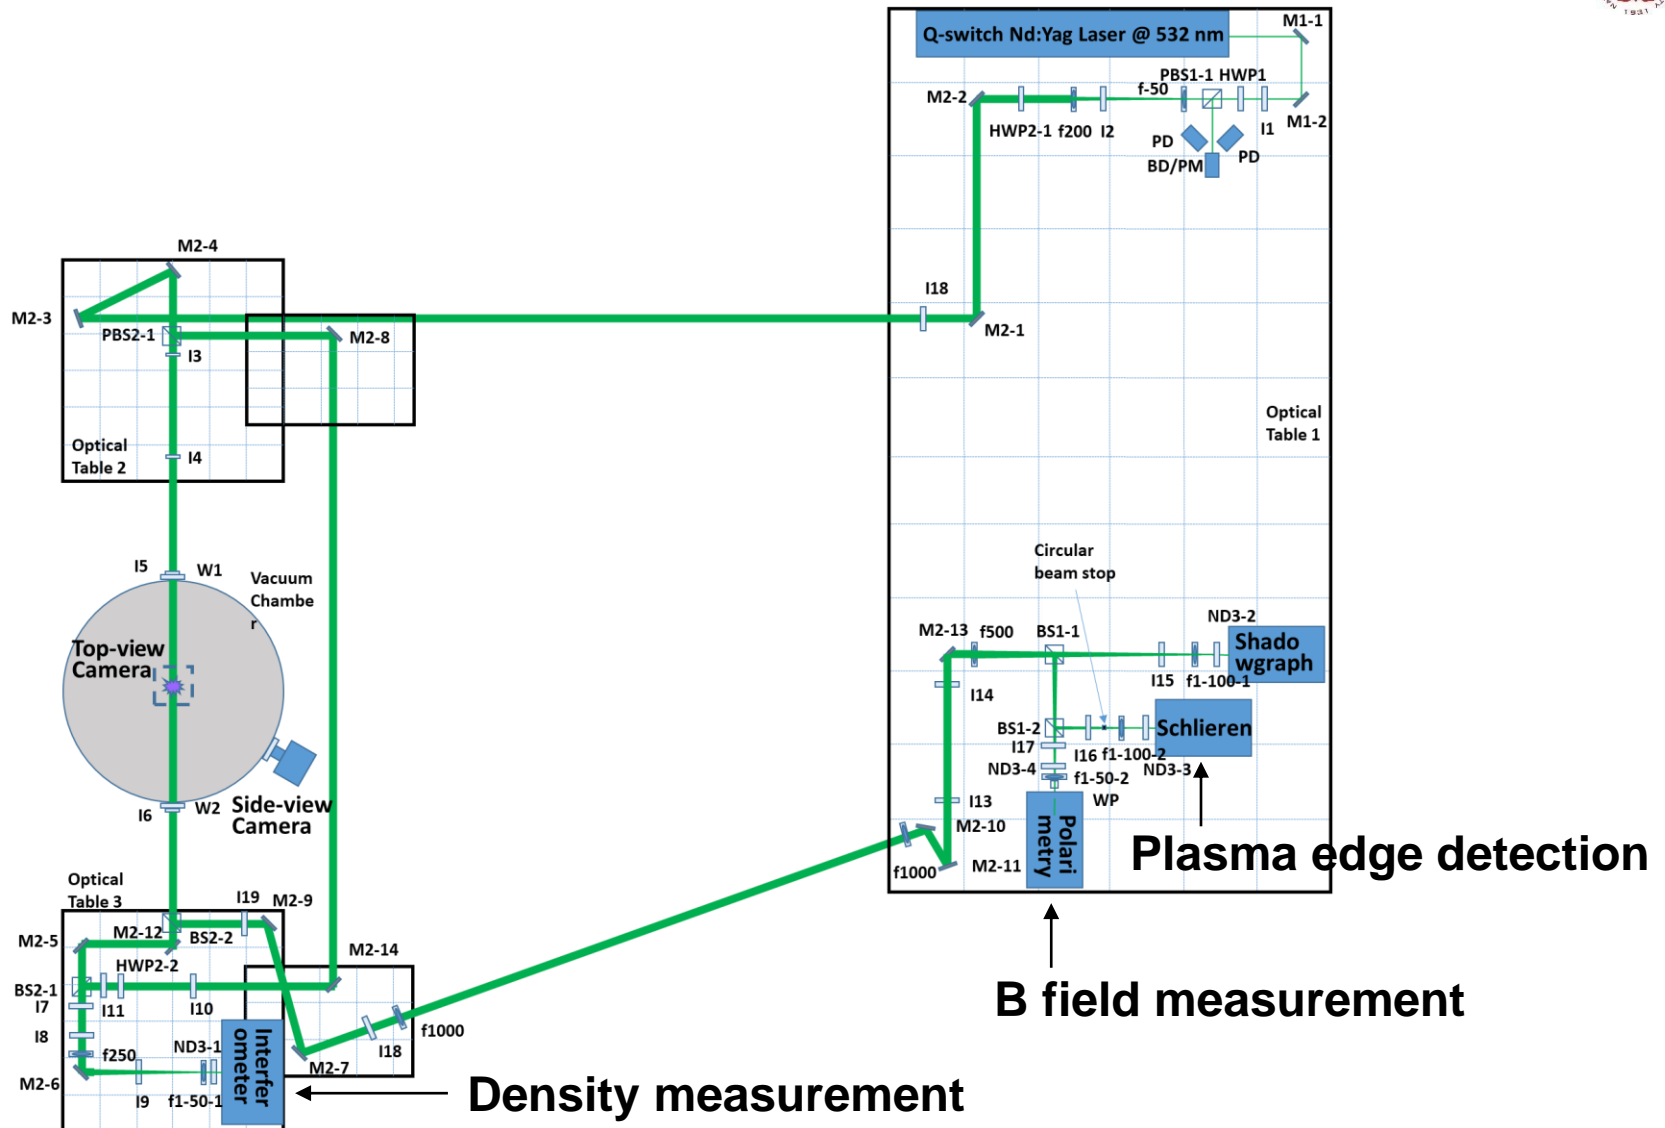 Q-switch Nd:Yag Laser @ 532 nm
M1-1
PBS1-1 HWP1
f-50
M2-2
HWP2-1 f200 I2
I1
M1-2
PD
PD
BD/PM
M2-4
M2-3
PBS2-1
I3
M2-8
I18
M2-1
Optical
Table 1
Optical
Table 2
I4
I5
W1
Vacuum
Chambe
r
Top-view
Camera
Side-view
Camera
I6
W2
Circular
beam stop
M2-13
f500
BS1-1
ND3-2
Shado
wgraph
I15
f1-100-1
I14
BS1-2
Schlieren
I17
I16
f1-100-2
ND3-3
ND3-4
f1-50-2
WP
I13
M2-10
Polari
metry
f1000
M2-11
Plasma edge detection
B field measurement
Optical
Table 3
I19
M2-9
M2-5
M2-12
BS2-2
M2-14
HWP2-2
BS2-1
I7
I11
I10
I8
f250
ND3-1
Interfer
ometer
f1000
I18
M2-7
M2-6
I9
f1-50-1
Density measurement